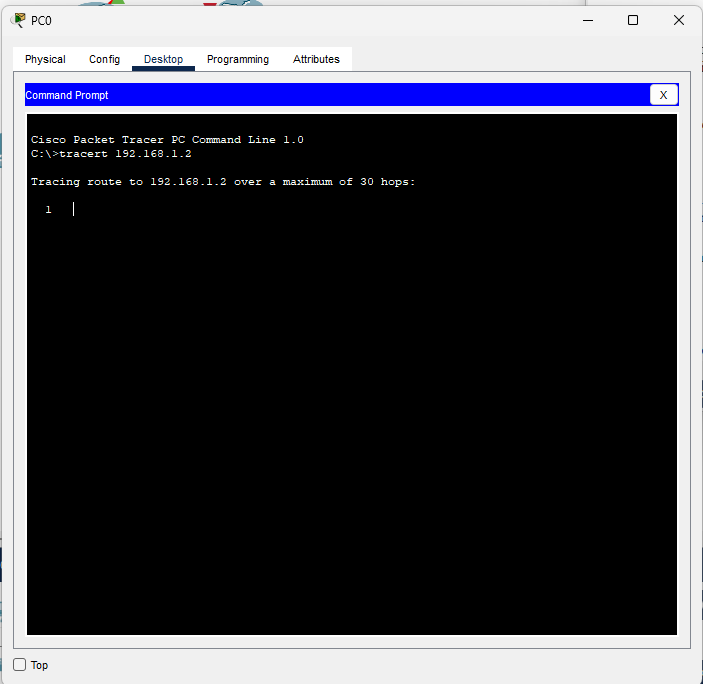 PC0
Physical Config Desktop Programming Attributes
Command Prompt X
Cisco Packet Tracer PC Command Line 1.0
C:\>tracert 192.168.1.2
Tracing route to 192.168.1.2 over a maximum of 30 hops:
1
Top